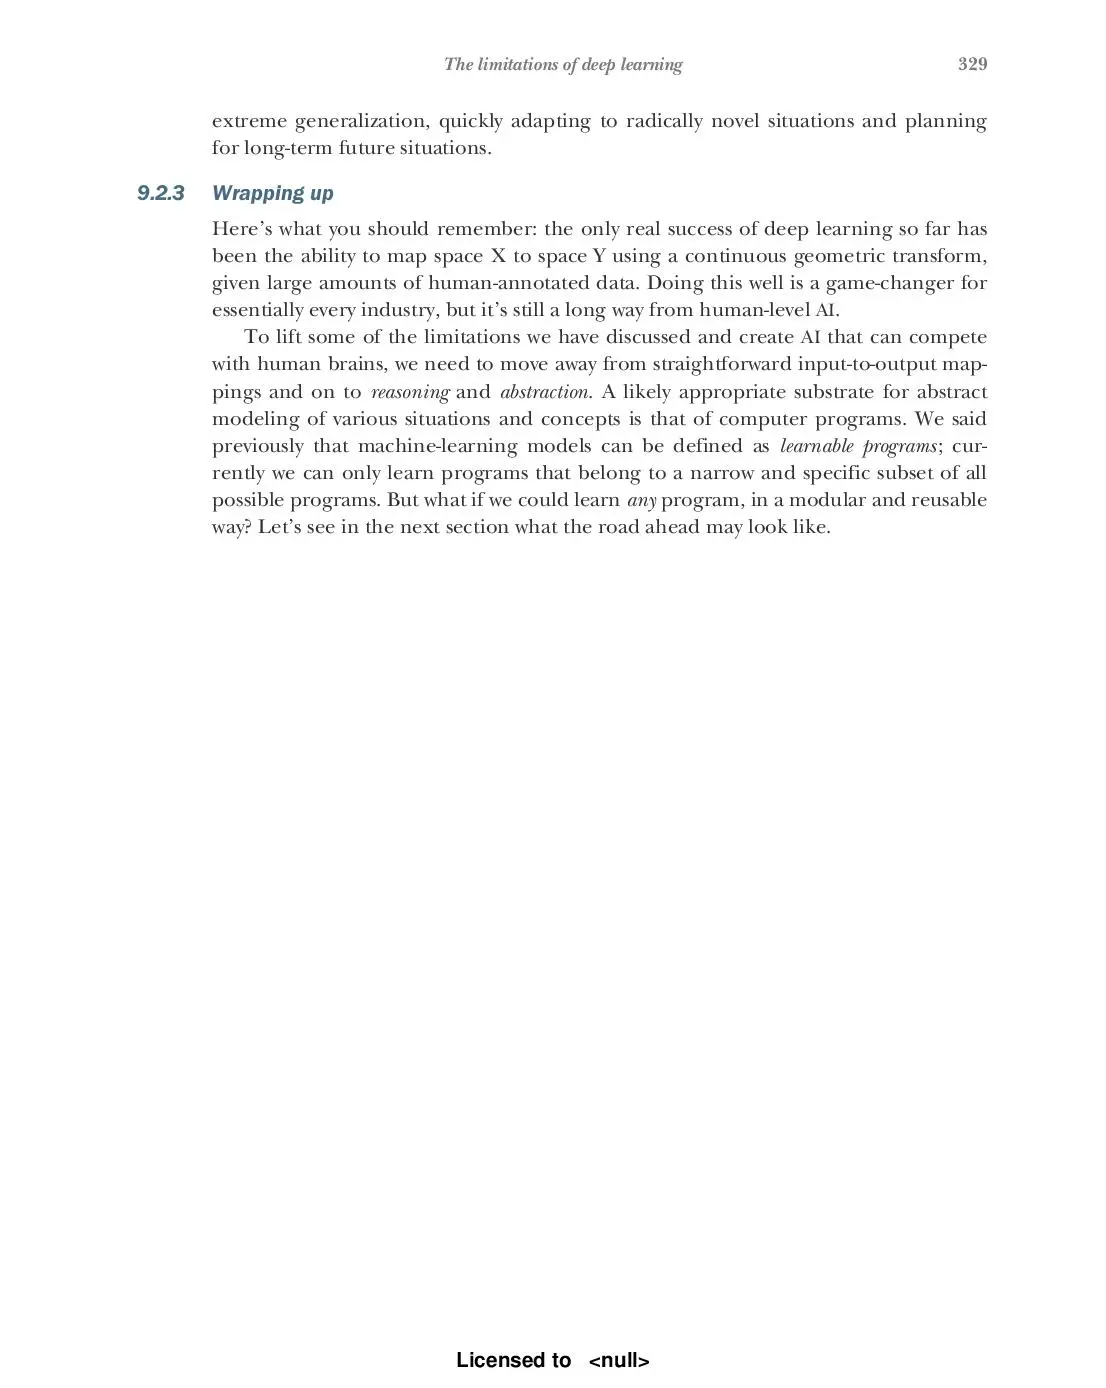 The limitations of deep learning 329
extreme generalization, quickly adapting to radically novel situations and planning
for long-term future situations.
9.2.3 Wrapping up
Here’s what you should remember: the only real success of deep learning so far has
been the ability to map space X to space Y using a continuous geometric transform,
given large amounts of human-annotated data. Doing this well is a game-changer for
essentially every industry, but it’s still a long way from human-level AI.
To lift some of the limitations we have discussed and create AI that can compete
with human brains, we need to move away from straightforward input-to-output map-
pings and on to reasoning and abstraction. A likely appropriate substrate for abstract
modeling of various situations and concepts is that of computer programs. We said
previously that machine-learning models can be defined as learnable programs; cur-
rently we can only learn programs that belong to a narrow and specific subset of all
possible programs. But what if we could learn any program, in a modular and reusable
way? Let’s see in the next section what the road ahead may look like.
Licensed to <null>